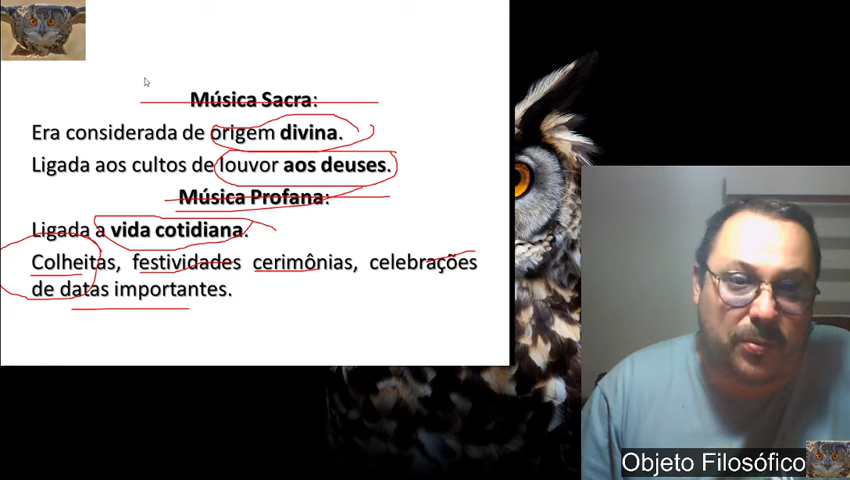 Música Sacra:
Era considerada de origem divina.
Ligada aos cultos de louvor aos deuses.
Música Profana:
Ligada a vida cotidiana.
Colheitas, festividades cerimônias, celebrações
de datas importantes.
Objeto Filosófico